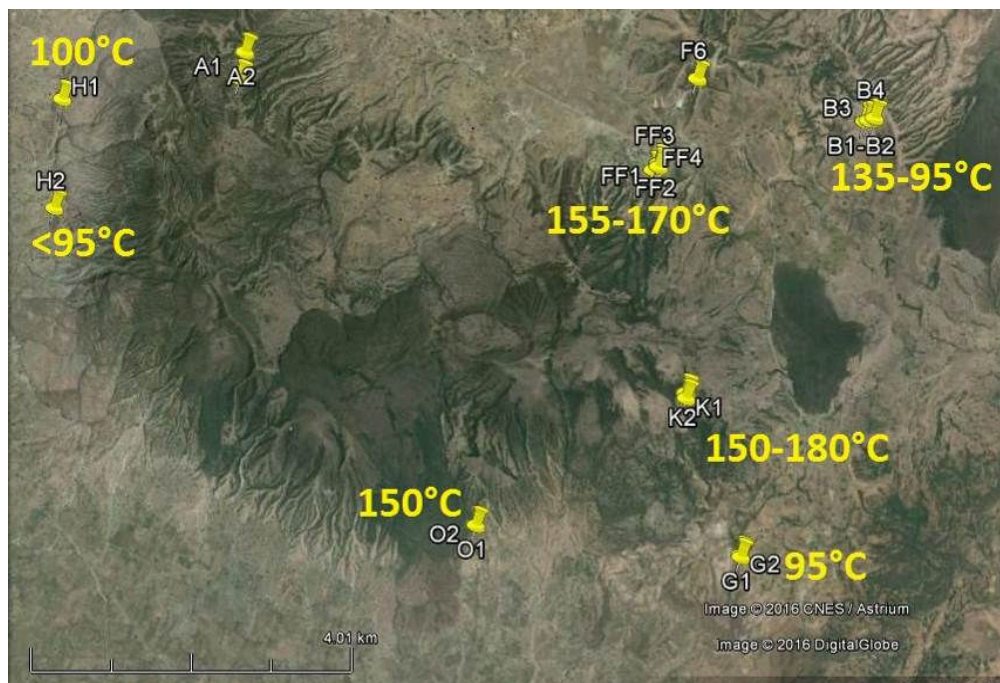 100°C
H1
A1
A2
F6
B4
B3
B1-B2
135-95°C
FF3
FF4
FF1
FF2
155-170°C
H2
<95°C
K1
K2
150-180°C
150°C
O2
O1
G2
G1
95°C
Image © 2016 CNES / Astrium
4.01 km
Image © 2016 DigitalGlobe